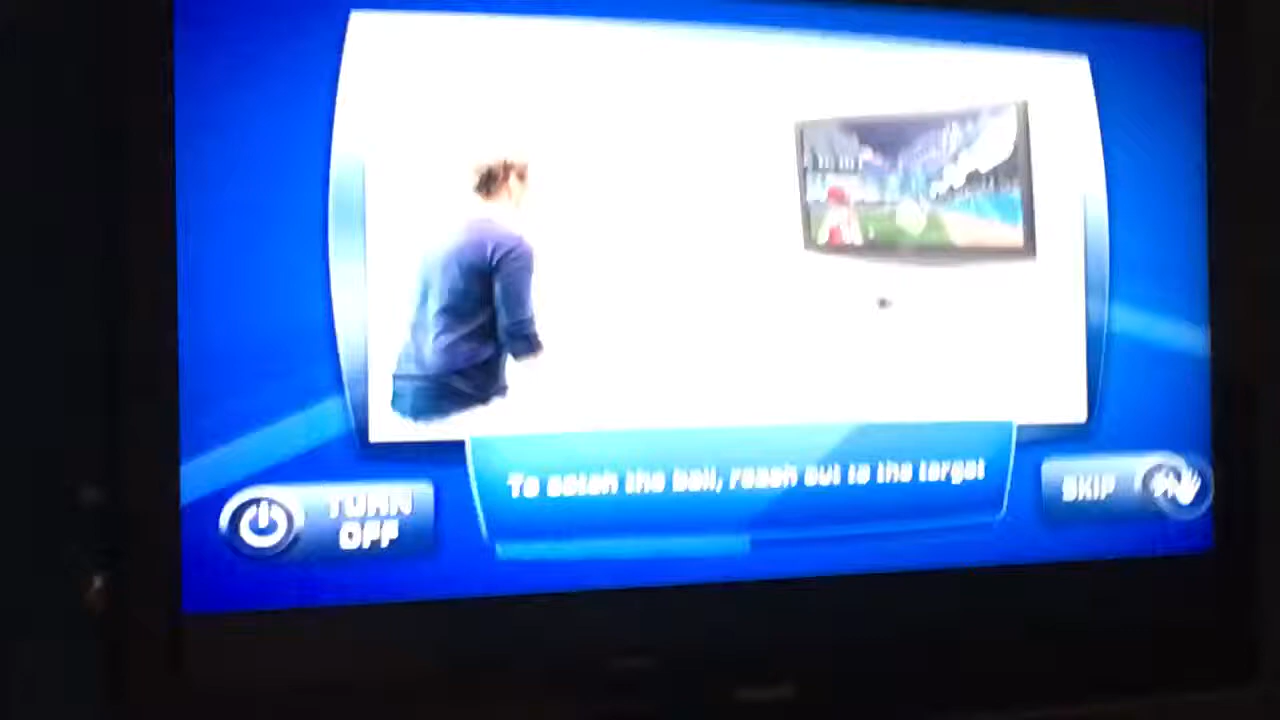 To catch the ball, reach out to the target
TURN
OFF
SKIP